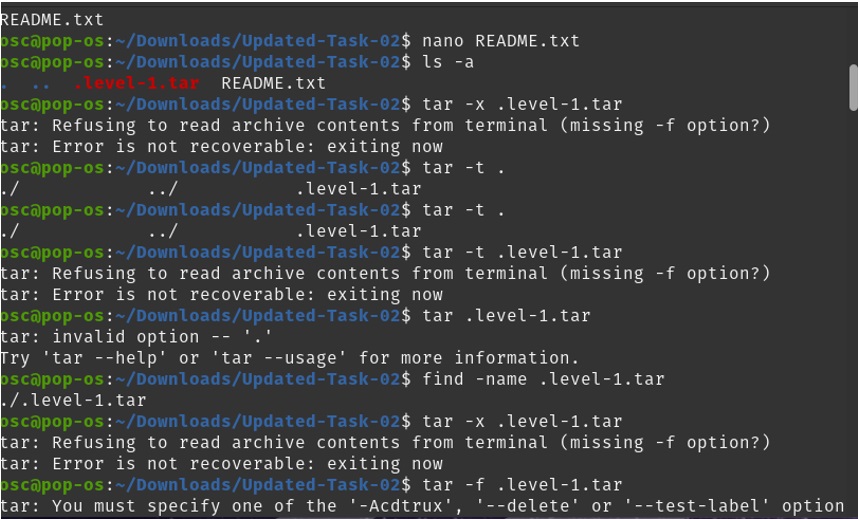 README.txt
osc@pop-os:~/Downloads/Updated-Task-02$ nano README.txt
osc@pop-os:~/Downloads/Updated-Task-02$ ls -a
.  ..  .level-1.tar  README.txt
osc@pop-os:~/Downloads/Updated-Task-02$ tar -x .level-1.tar
tar: Refusing to read archive contents from terminal (missing -f option?)
tar: Error is not recoverable: exiting now
osc@pop-os:~/Downloads/Updated-Task-02$ tar -t .
./            ../           .level-1.tar
osc@pop-os:~/Downloads/Updated-Task-02$ tar -t .
./            ../           .level-1.tar
osc@pop-os:~/Downloads/Updated-Task-02$ tar -t .level-1.tar
tar: Refusing to read archive contents from terminal (missing -f option?)
tar: Error is not recoverable: exiting now
osc@pop-os:~/Downloads/Updated-Task-02$ tar .level-1.tar
tar: invalid option -- '.'
Try 'tar --help' or 'tar --usage' for more information.
osc@pop-os:~/Downloads/Updated-Task-02$ find -name .level-1.tar
./.level-1.tar
osc@pop-os:~/Downloads/Updated-Task-02$ tar -x .level-1.tar
tar: Refusing to read archive contents from terminal (missing -f option?)
tar: Error is not recoverable: exiting now
osc@pop-os:~/Downloads/Updated-Task-02$ tar -f .level-1.tar
tar: You must specify one of the '-Acdtrux', '--delete' or '--test-label' option